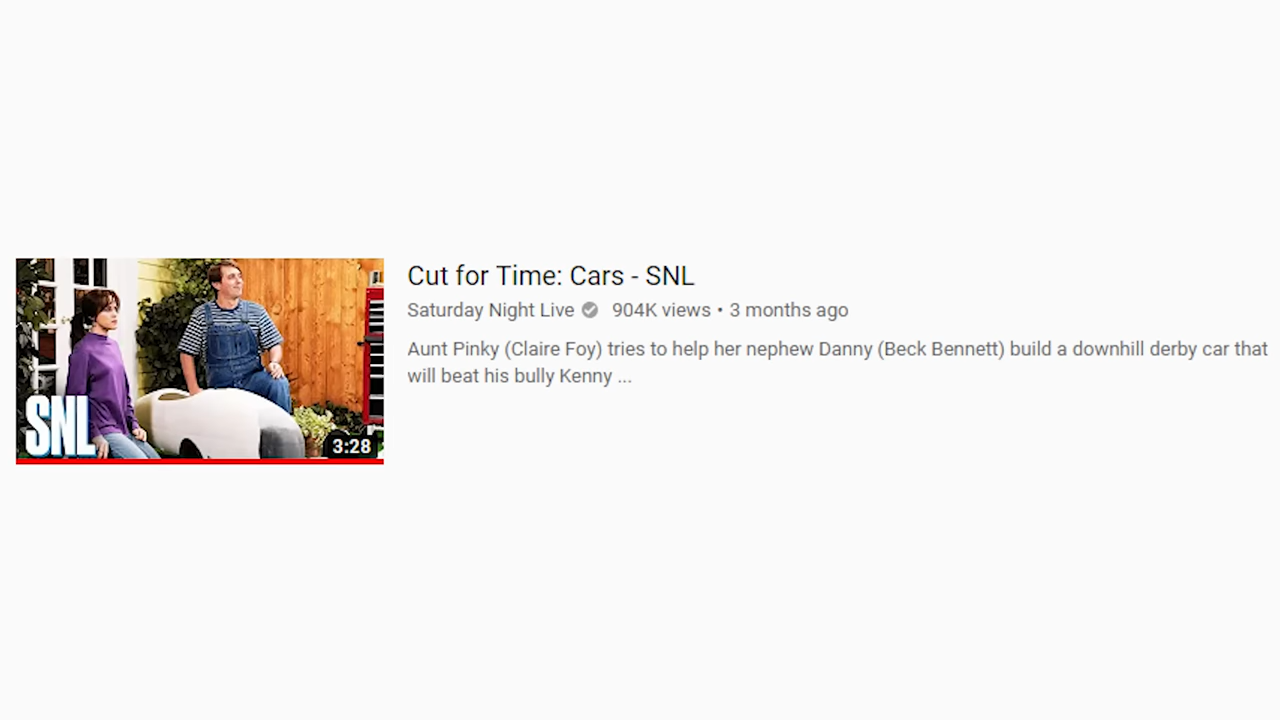 Cut for Time: Cars - SNL
Saturday Night Live 904K views • 3 months ago
Aunt Pinky (Claire Foy) tries to help her nephew Danny (Beck Bennett) build a downhill derby car that
will beat his bully Kenny ...
SNL
3:28